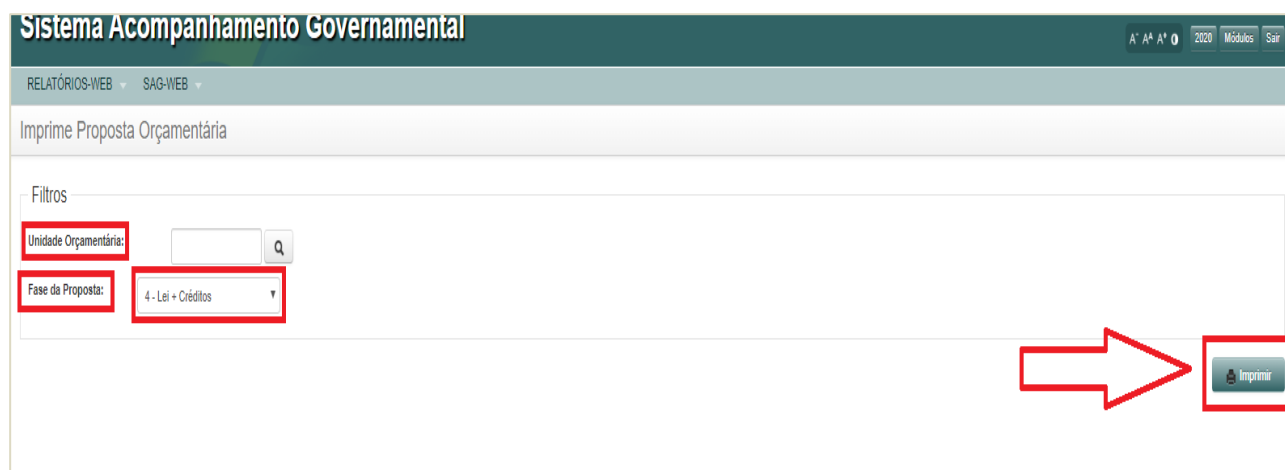 Sistema Acompanhamento Governamental
A- AA A+ 2020 Módulos Sair
RELATÓRIOS-WEB SAG-WEB
Imprime Proposta Orçamentária
Filtros
Unidade Orçamentária:
Fase da Proposta: 4 - Lei + Créditos
Imprimir